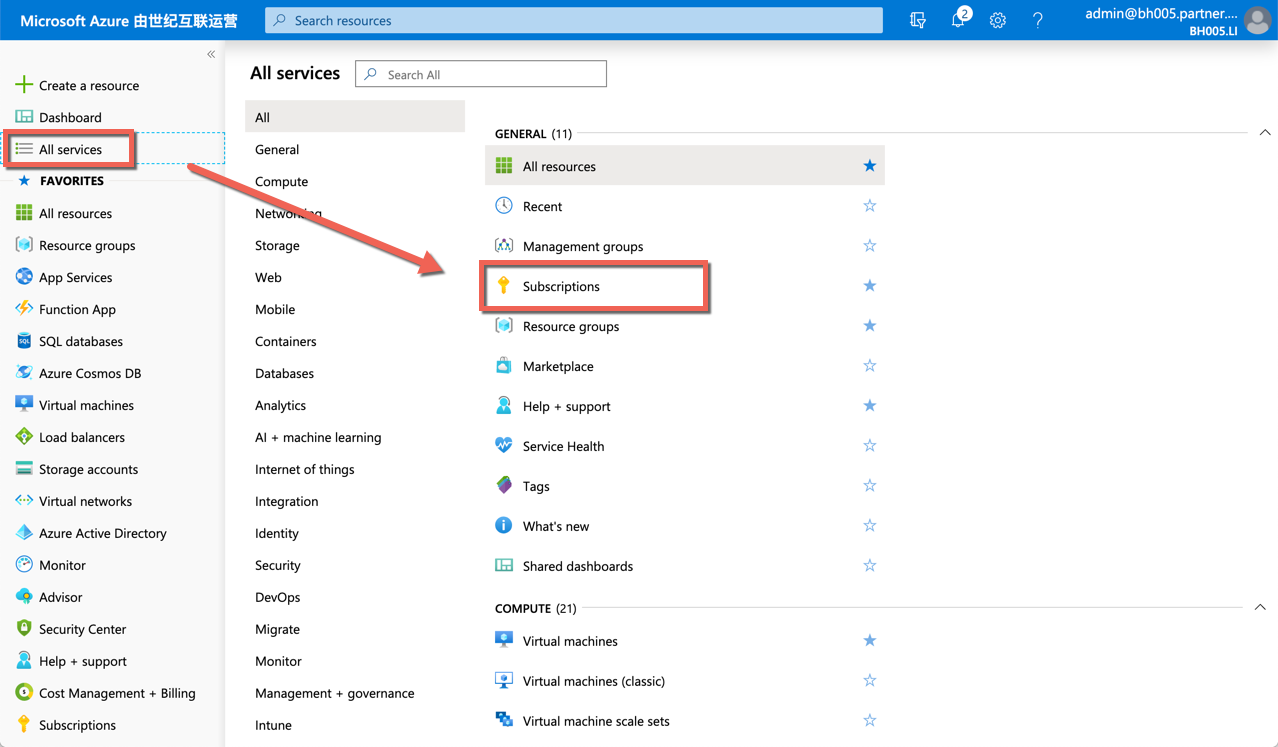 Microsoft Azure 由世纪互联运营
Search resources
2
admin@bh005.partner....
BH005.LI
«
Create a resource
Dashboard
All services
FAVORITES
All resources
Resource groups
App Services
Function App
SQL databases
Azure Cosmos DB
Virtual machines
Load balancers
Storage accounts
Virtual networks
Azure Active Directory
Monitor
Advisor
Security Center
Help + support
Cost Management + Billing
Subscriptions
All services
Search All
All
General
Compute
Networking
Storage
Web
Mobile
Containers
Databases
Analytics
AI + machine learning
Internet of things
Integration
Identity
Security
DevOps
Migrate
Monitor
Management + governance
Intune
GENERAL (11)
All resources
Recent
Management groups
Subscriptions
Resource groups
Marketplace
Help + support
Service Health
Tags
What's new
Shared dashboards
COMPUTE (21)
Virtual machines
Virtual machines (classic)
Virtual machine scale sets